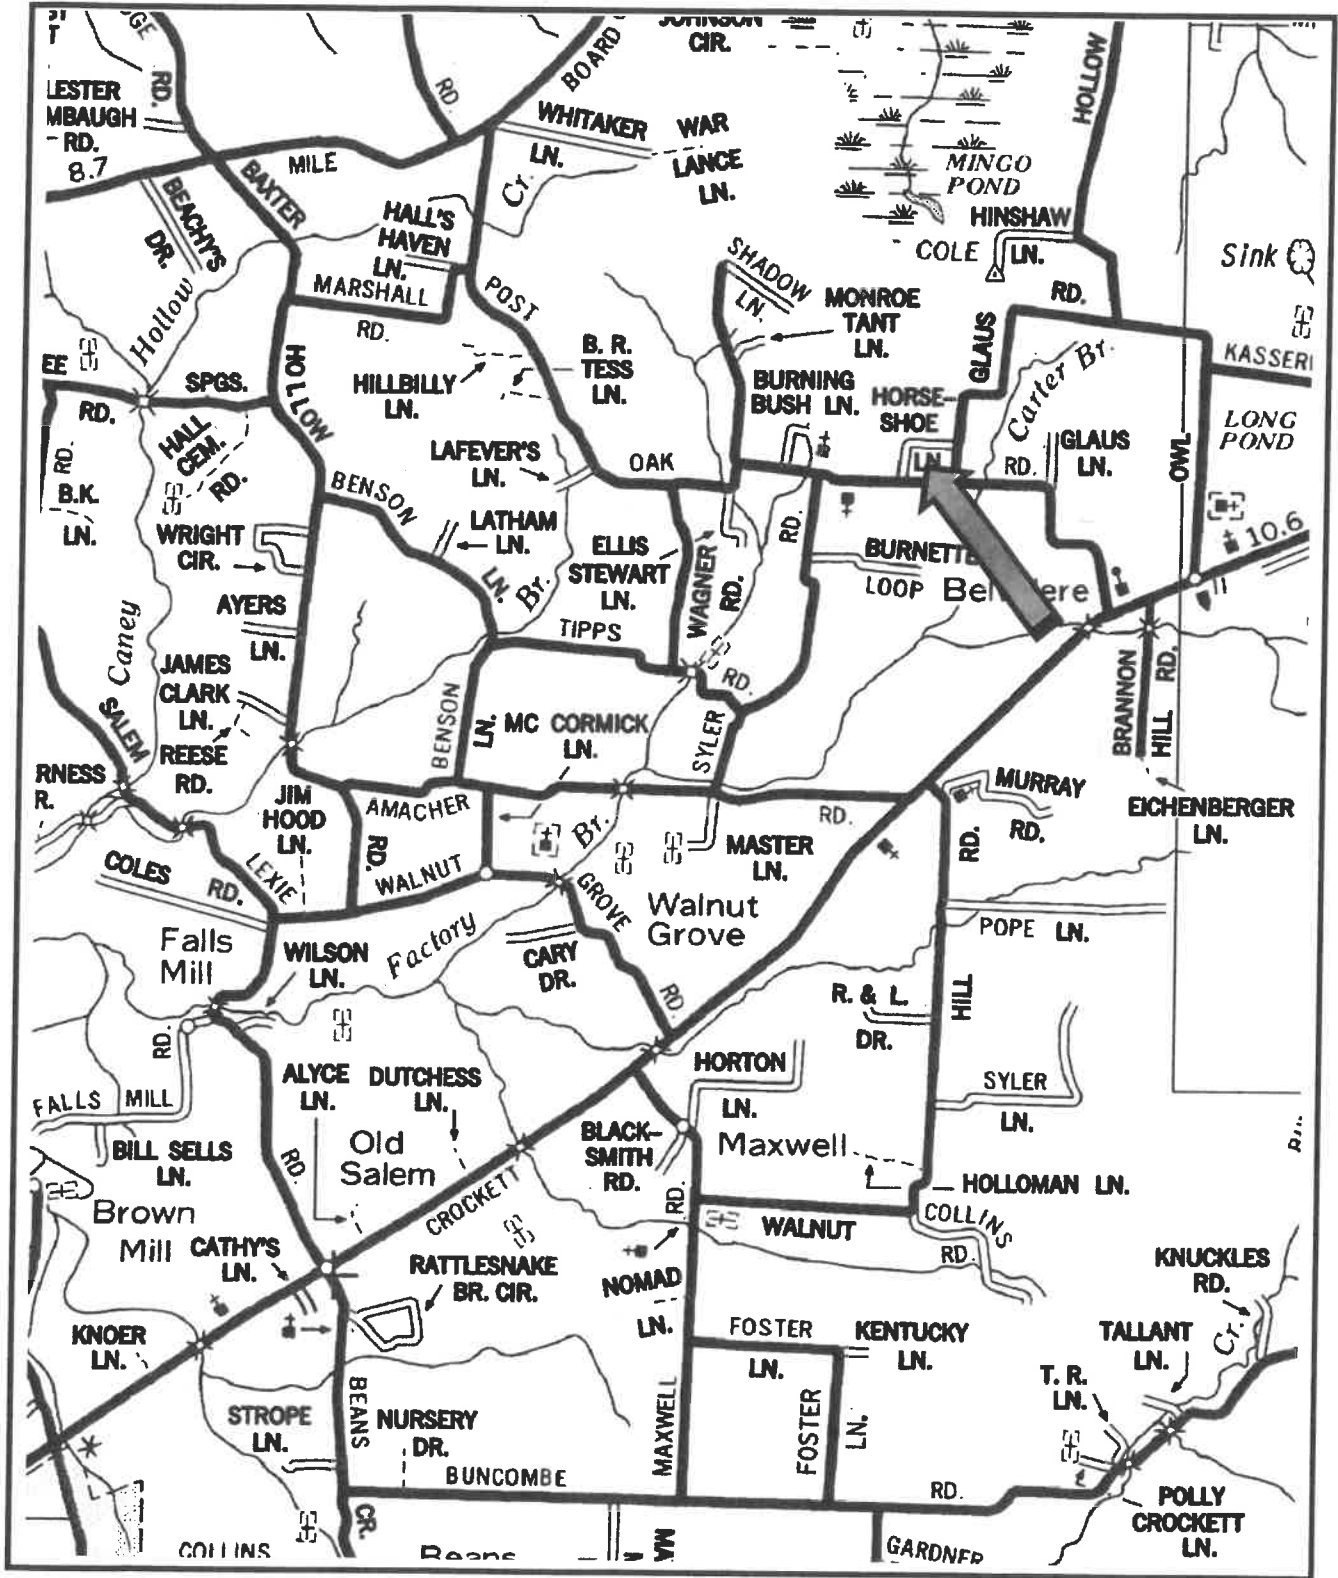 JOHNSON
CIR.
BOARD
HOLLOW
RD.
RD.
LESTER
MBAUGH
RD.
8.7
MILE
WHITAKER
LN.
WAR
LANCE
LN.
MINGO
POND
BAXTER
BEACHY'S
DR.
Cr.
HALL'S
HAVEN
LN.
HINSHAW
LN.
COLE
Sink
Hollow
MARSHALL
RD.
POST
SHADOW
LN.
MONROE
TANT
LN.
RD.
GLAUS
Carter Br.
KASSERI
EE
SPGS.
RD.
HOLLOW
HILLBILLY
LN.
B. R.
TESS
LN.
BURNING
BUSH LN.
HORSE-
SHOE
LN.
LONG
POND
HALL
CEM.
RD.
RD.
B.K.
LN.
BENSON
LAFEVER'S
LN.
OAK
RD.
GLAUS
LN.
OWL
WRIGHT
CIR.
LATHAM
LN.
ELLIS
STEWART
LN.
WAGNER
RD.
RD.
BURNETTE
LOOP
10.6
LN.
Br.
AYERS
LN.
TIPPS
RD.
Caney
JAMES
CLARK
LN.
REESE
RD.
SALEM
BENSON
LN.
MC CORMICK
LN.
SYLER
BRANNON
HILL RD.
RNESS
R.
JIM
HOOD
LN.
AMACHER
RD.
RD.
MURRAY
RD.
EICHENBERGER
LN.
RD.
MASTER
LN.
Br.
COLES
RD.
LEXIE
WALNUT
GROVE
Walnut
Grove
POPE LN.
Falls
Mill
WILSON
LN.
Factory
CARY
DR.
RD.
R. & L.
DR.
HILL
RD.
FALLS MILL
ALYCE
LN.
DUTCHESS
LN.
HORTON
LN.
SYLER
LN.
BILL SELLS
LN.
RD.
Old
Salem
BLACK-
SMITH
RD.
Maxwell
HOLLOMAN LN.
Brown
Mill
CATHY'S
LN.
CROCKETT
RD.
WALNUT
COLLINS
RD.
RATTLESNAKE
BR. CIR.
NOMAD
LN.
KNUCKLES
RD.
KNOER
LN.
FOSTER
LN.
KENTUCKY
LN.
TALLANT
LN.
Cr.
T. R.
LN.
STROPE
LN.
BEANS
NURSERY
DR.
MAXWELL
FOSTER
LN.
BUNCOMBE
RD.
POLLY
CROCKETT
LN.
CR.
COLLINS
Beans
MA
GARDNER